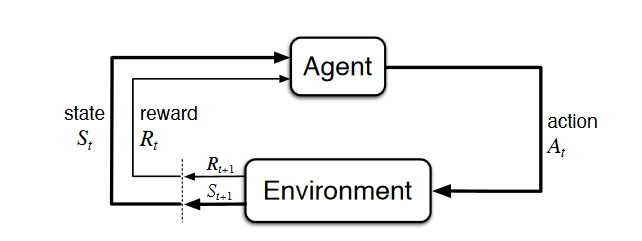 Agent
state
S_t
reward
R_t
action
A_t
R_{t+1}
S_{t+1}
Environment